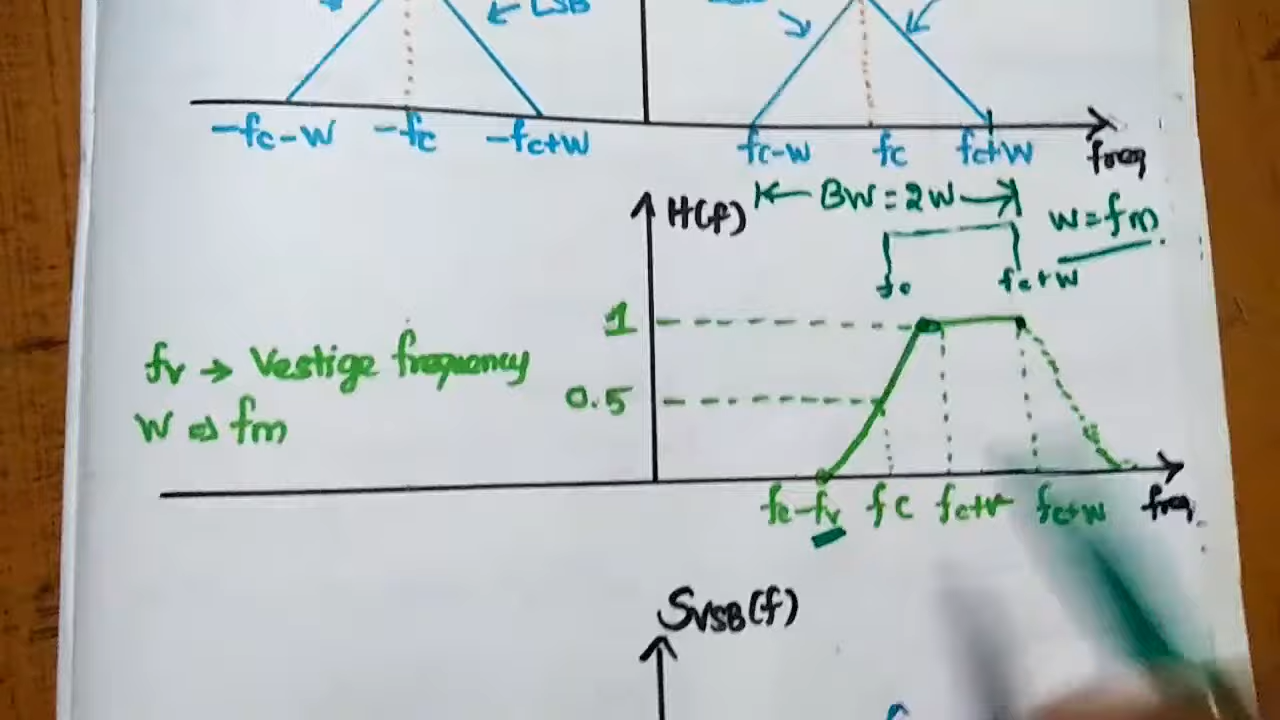 LSB
-fc-W -fc -fc+W fc-W fc fc+W freq
H(f) BW=2W W=fm
fc fc+W
1
fv → Vestige frequency
0.5
W ⇒ fm
fc-fv fc fc+v fc+w freq
SVSB(f)